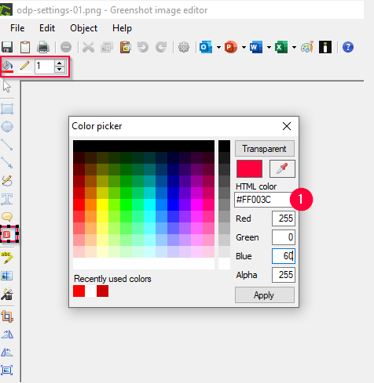 odp-settings-01.png - Greenshot image editor
File Edit Object Help
1
Color picker
Transparent
HTML color
#FF003C
1
Red 255
Green 0
Blue 60
Alpha 255
Recently used colors
Apply